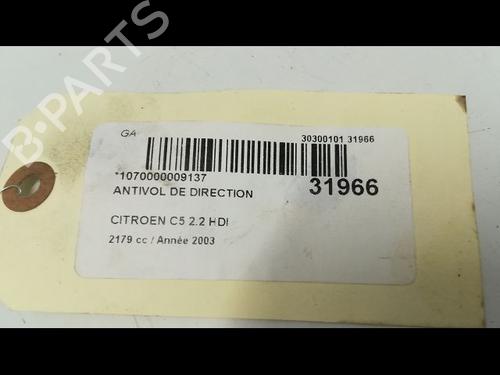 B-PARTS
GA
30300101 31966
*1070000009137
ANTIVOL DE DIRECTION
31966
CITROEN C5 2.2 HDI
2179 cc / Année 2003